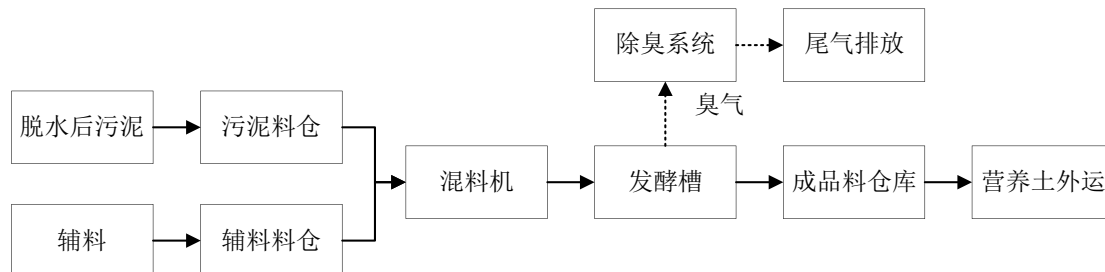 除臭系统
尾气排放
臭气
脱水后污泥
污泥料仓
混料机
发酵槽
成品料仓库
营养土外运
辅料
辅料料仓